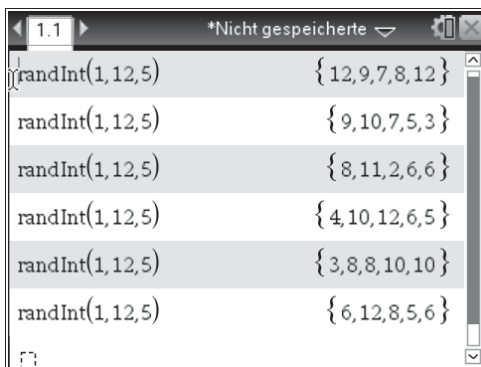 1.1 *Nicht gespeicherte
randInt(1,12,5) {12,9,7,8,12}
randInt(1,12,5) {9,10,7,5,3}
randInt(1,12,5) {8,11,2,6,6}
randInt(1,12,5) {4,10,12,6,5}
randInt(1,12,5) {3,8,8,10,10}
randInt(1,12,5) {6,12,8,5,6}